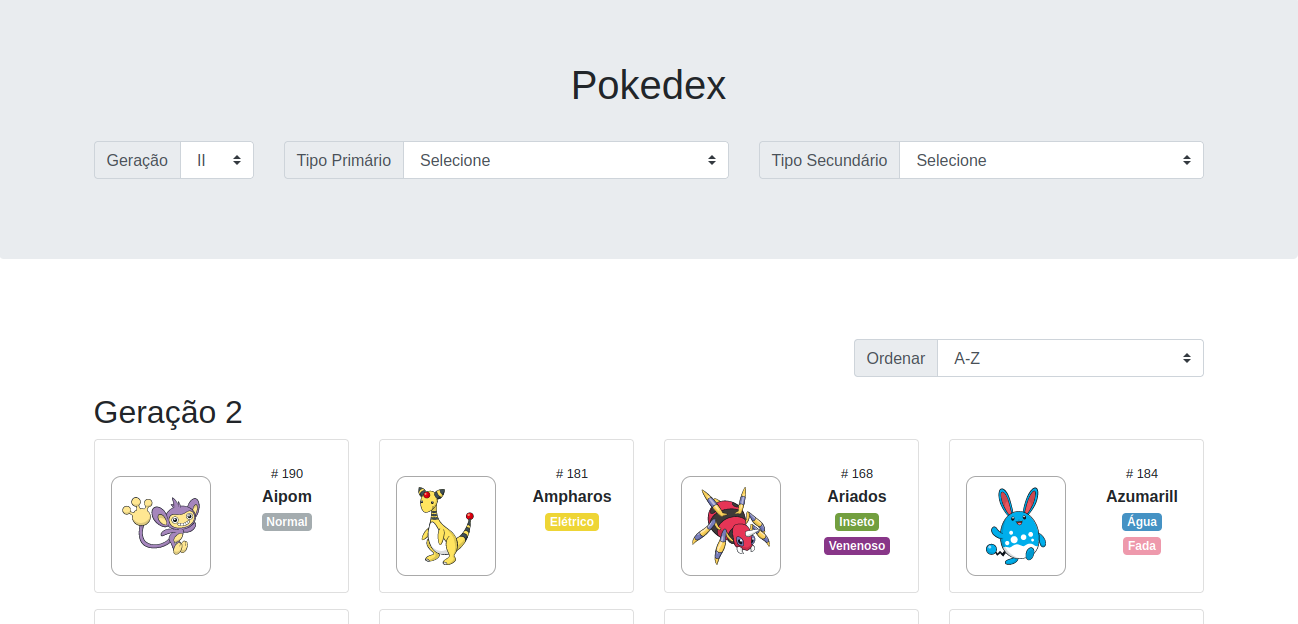 Pokedex
Geração II Tipo Primário Selecione Tipo Secundário Selecione
Ordenar A-Z
Geração 2
# 190
Aipom
Normal
# 181
Ampharos
Elétrico
# 168
Ariados
Inseto
Venenoso
# 184
Azumarill
Água
Fada